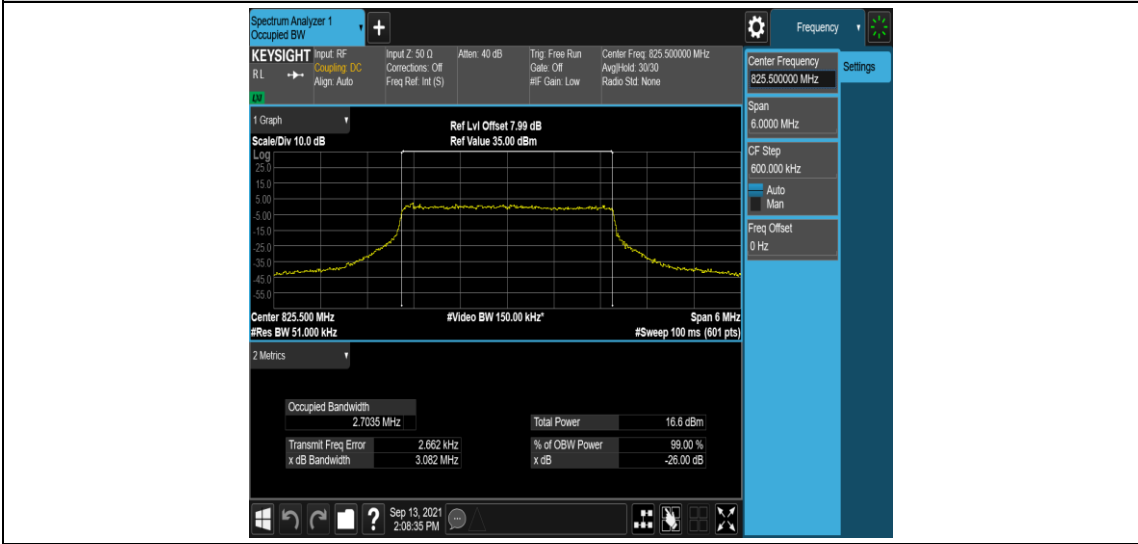 Spectrum Analyzer 1
Occupied BW
+
Frequency
KEYSIGHT Input: RF Input Z: 50 Ω Atten: 40 dB Trig: Free Run Center Freq: 825.500000 MHz
RL Coupling: DC Corrections: Off Gate: Off Avg|Hold: 30/30
Align: Auto Freq Ref: Int (S) #IF Gain: Low Radio Std: None
LNI
Center Frequency
825.500000 MHz
Settings
Span
6.0000 MHz
CF Step
600.000 kHz
Auto
Man
Freq Offset
0 Hz
1 Graph
Ref Lvl Offset 7.99 dB
Scale/Div 10.0 dB Ref Value 35.00 dBm
Log
25.0
15.0
5.00
-5.00
-15.0
-25.0
-35.0
-45.0
-55.0
Center 825.500 MHz #Video BW 150.00 kHz* Span 6 MHz
#Res BW 51.000 kHz #Sweep 100 ms (601 pts)
2 Metrics
Occupied Bandwidth
2.7035 MHz Total Power 16.6 dBm
Transmit Freq Error 2.662 kHz % of OBW Power 99.00 %
x dB Bandwidth 3.082 MHz x dB -26.00 dB
? Sep 13, 2021
2:08:35 PM